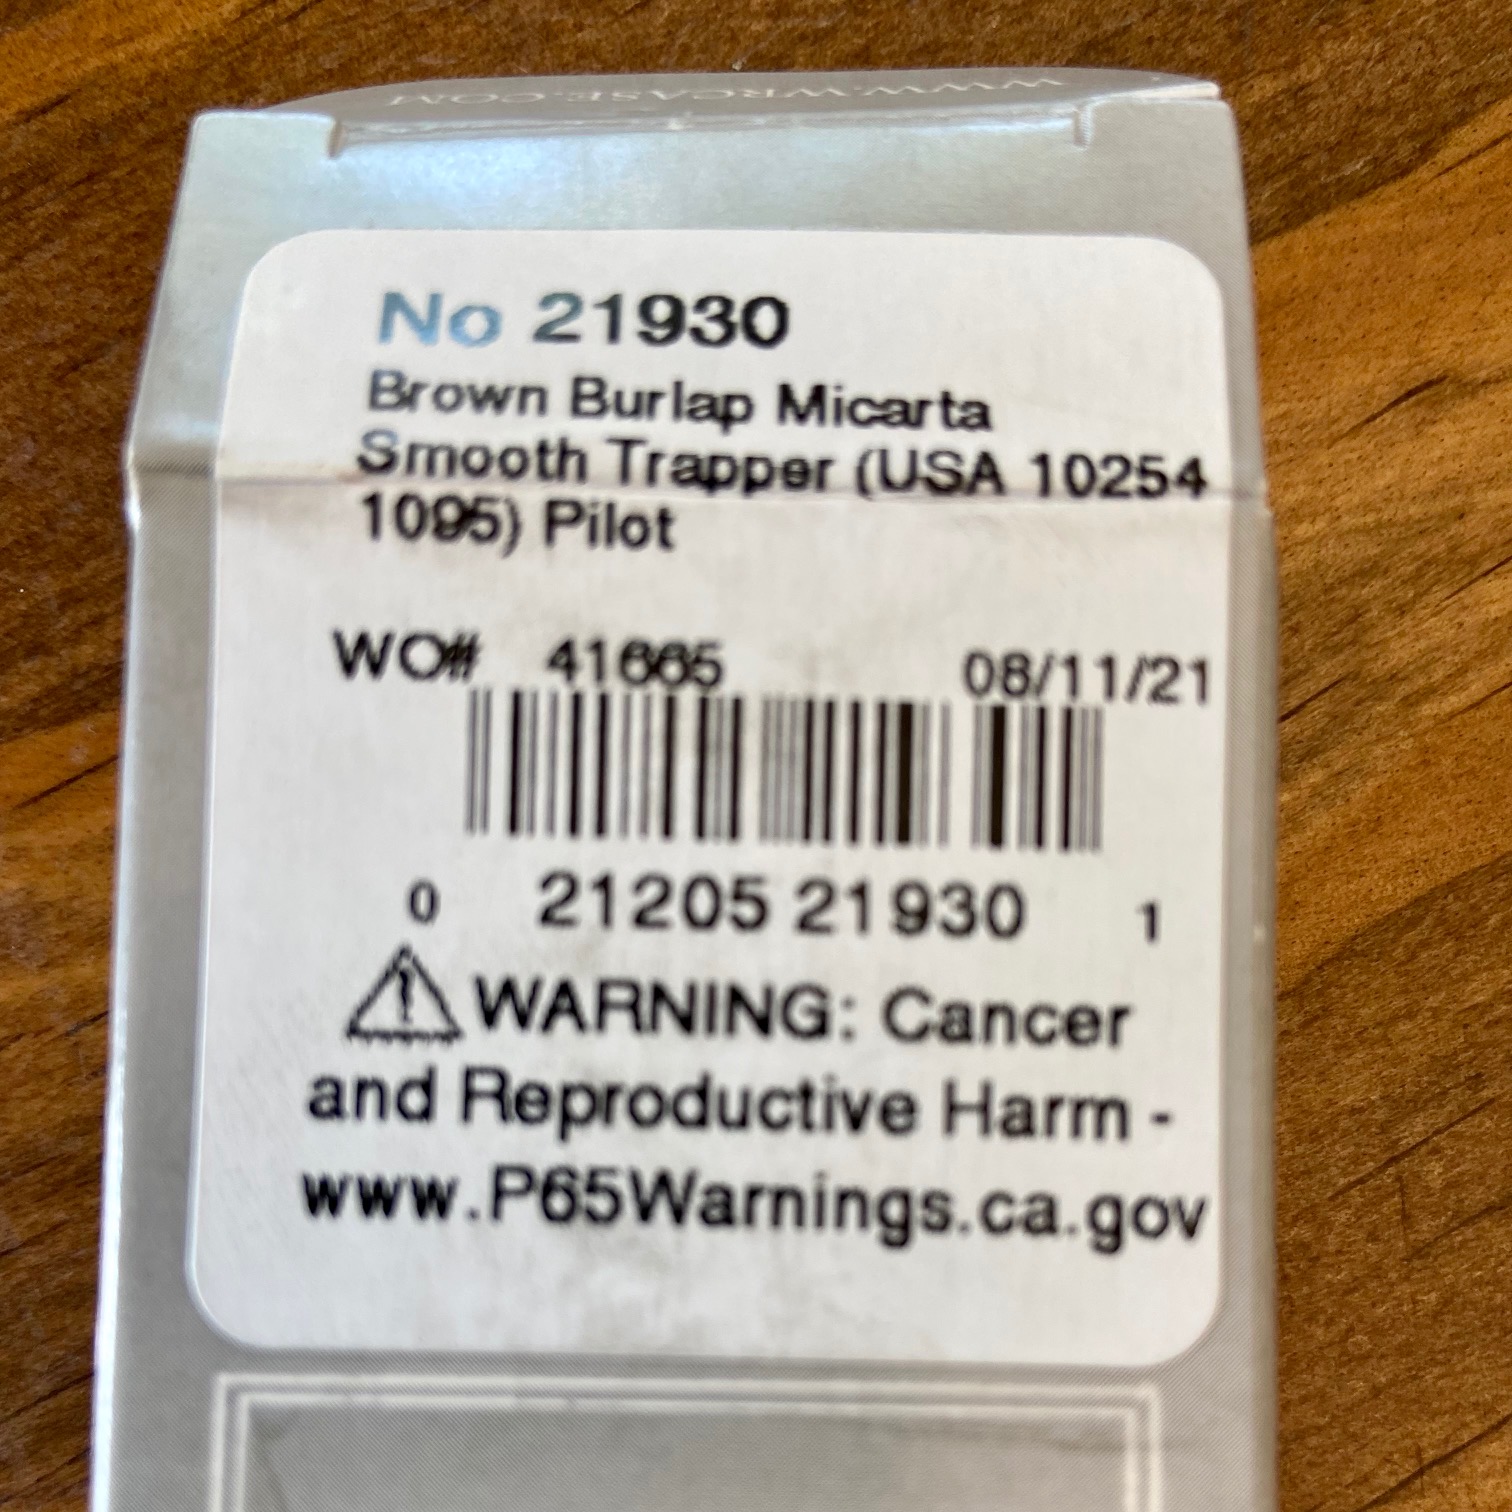 WWW.WRCASE.COM
No 21930
Brown Burlap Micarta
Smooth Trapper (USA 10254
1095) Pilot
WO# 41665 08/11/21
0 21205 21930 1
WARNING: Cancer
and Reproductive Harm -
www.P65Warnings.ca.gov